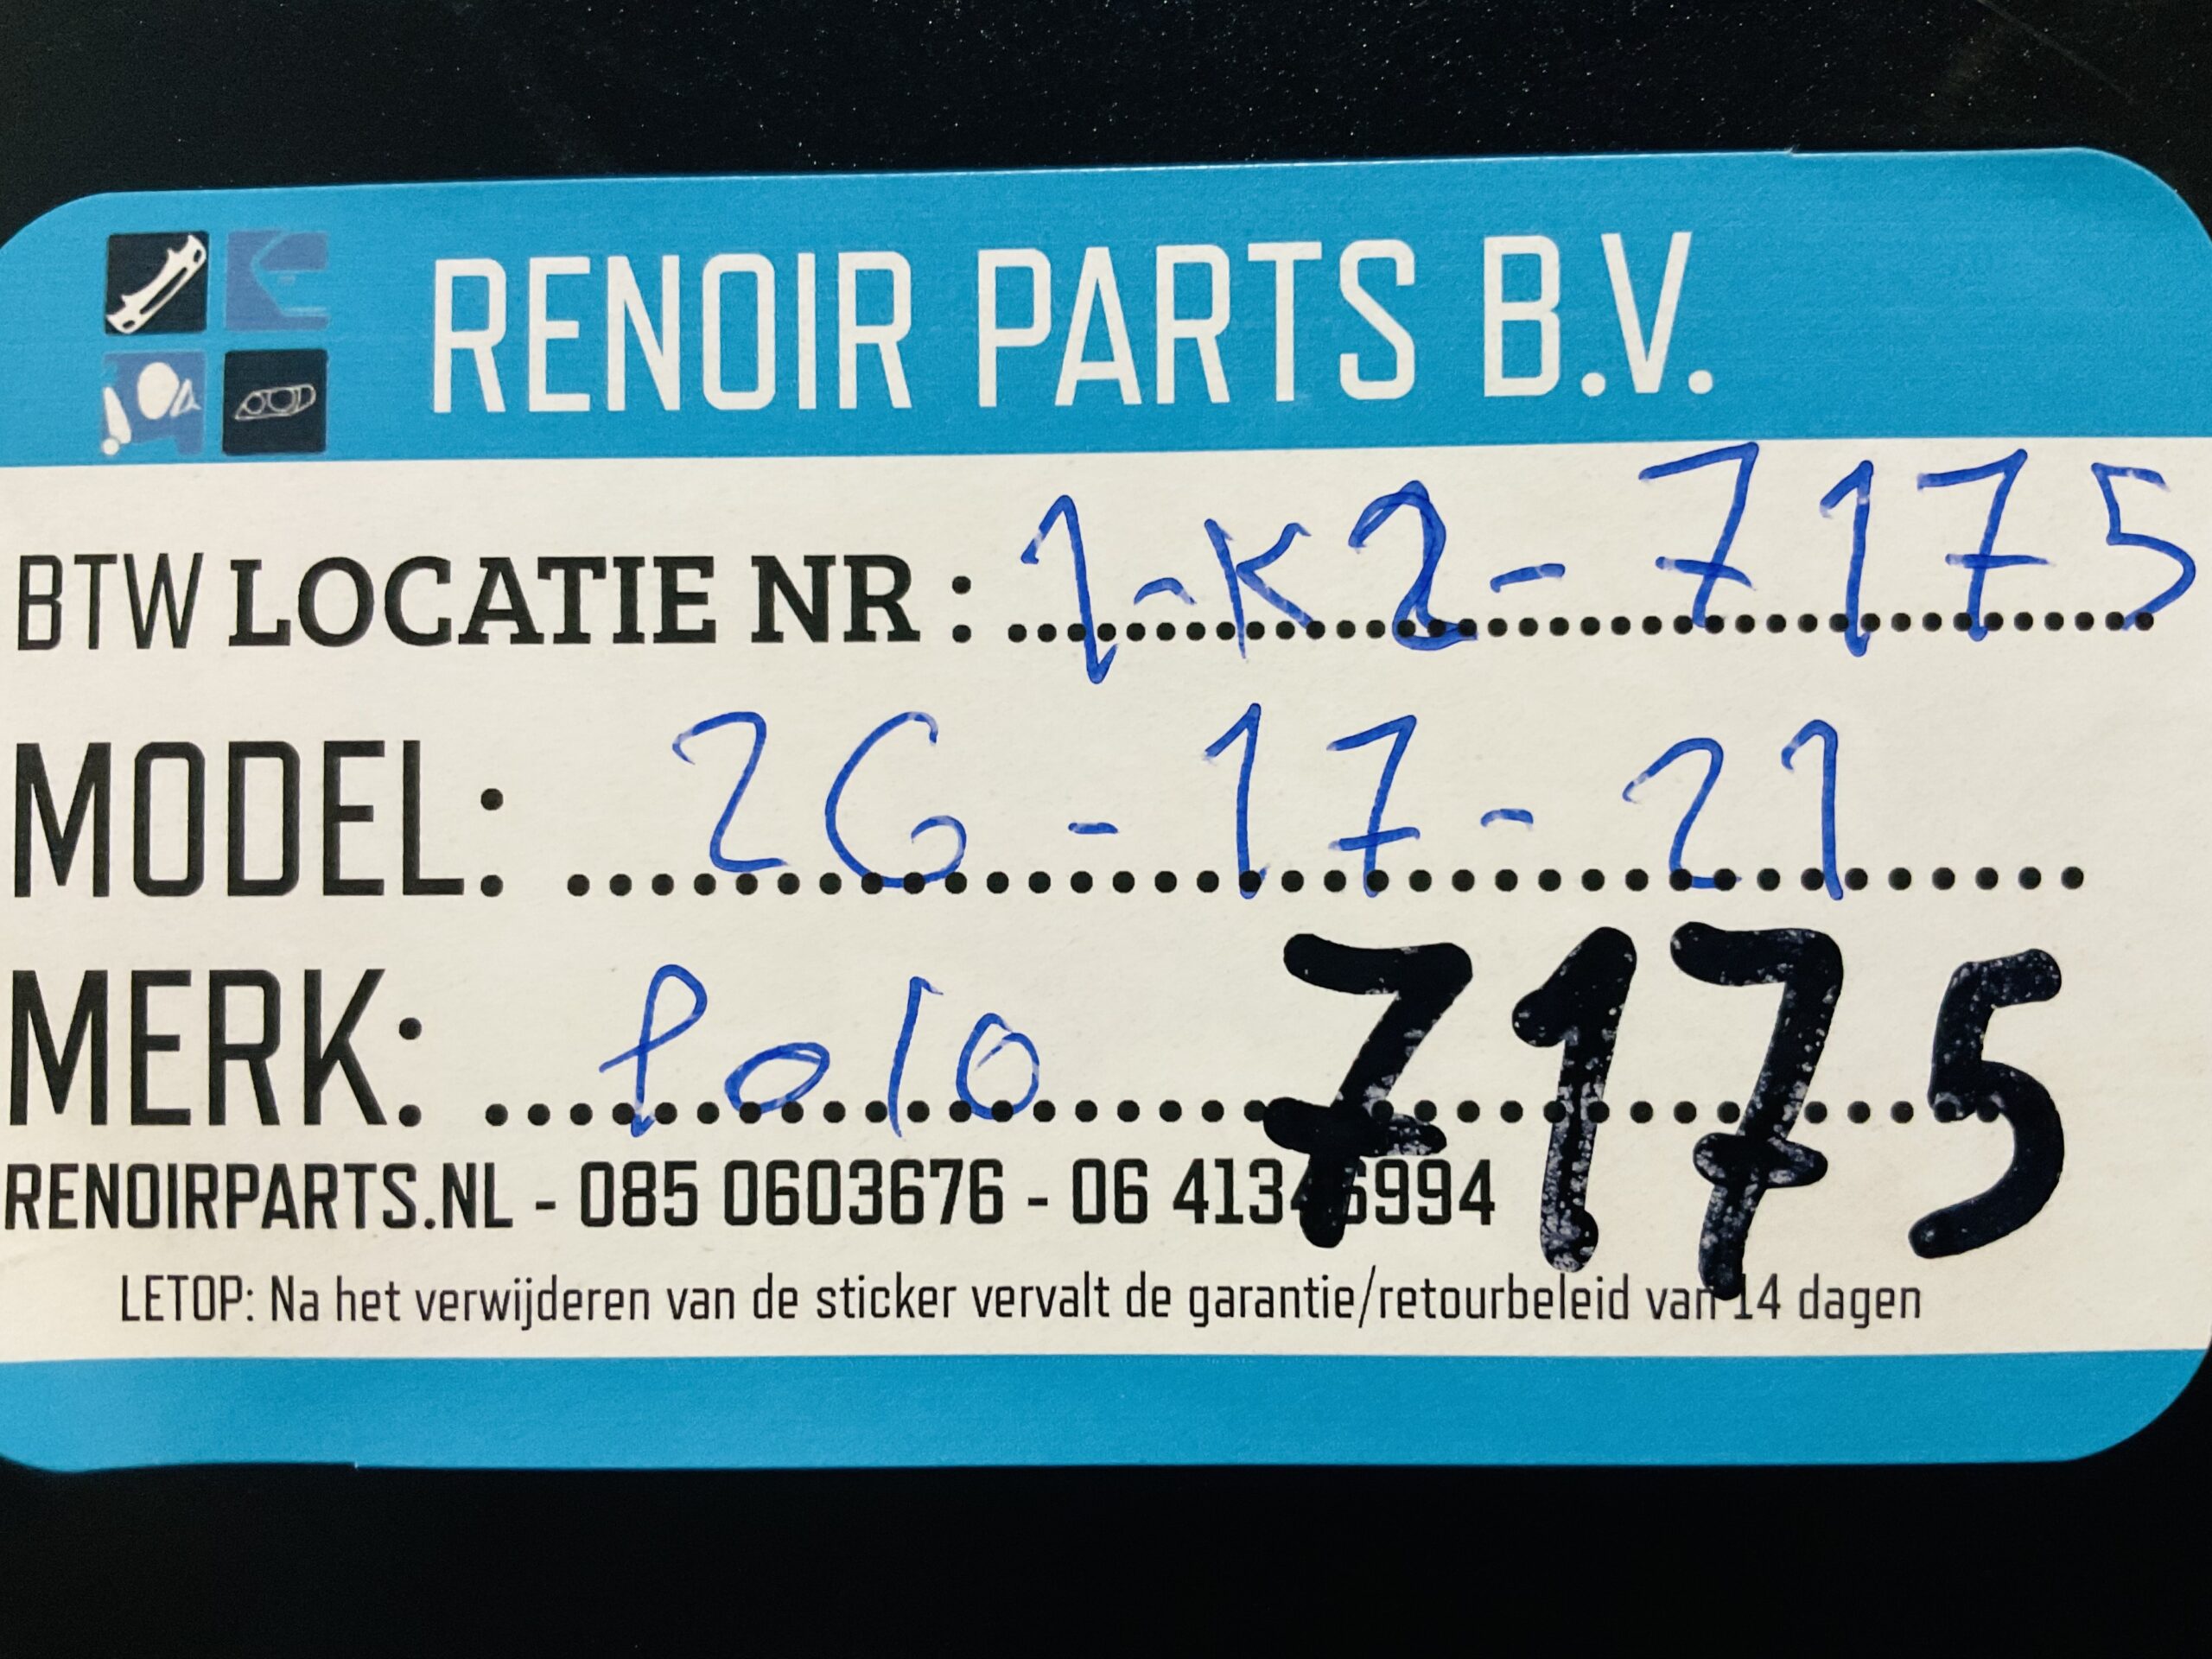 RENOIR PARTS B.V.
BTW LOCATIE NR : 1-K2-7175
MODEL: 2G-17-21
MERK: Polo 7175
RENOIRPARTS.NL - 085 0603676 - 06
LETOP: Na het verwijderen van de sticker vervalt de garantie/retourbeleid van 14 dagen